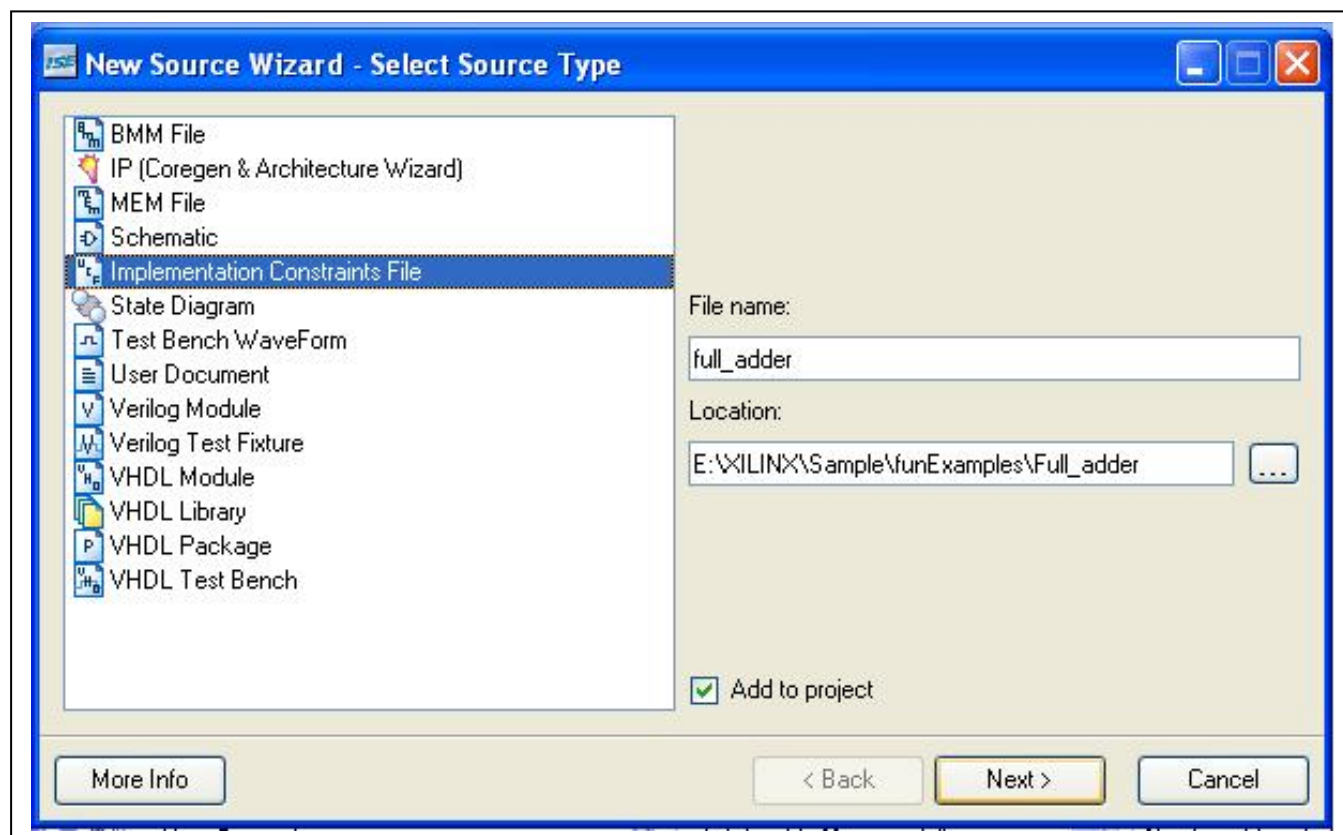 ISE New Source Wizard - Select Source Type
BMM File
IP (Coregen & Architecture Wizard)
MEM File
Schematic
Implementation Constraints File
State Diagram
Test Bench WaveForm
User Document
Verilog Module
Verilog Test Fixture
VHDL Module
VHDL Library
VHDL Package
VHDL Test Bench
File name:
full_adder
Location:
E:\XILINX\Sample\funExamples\Full_adder
...
Add to project
More Info
< Back
Next >
Cancel